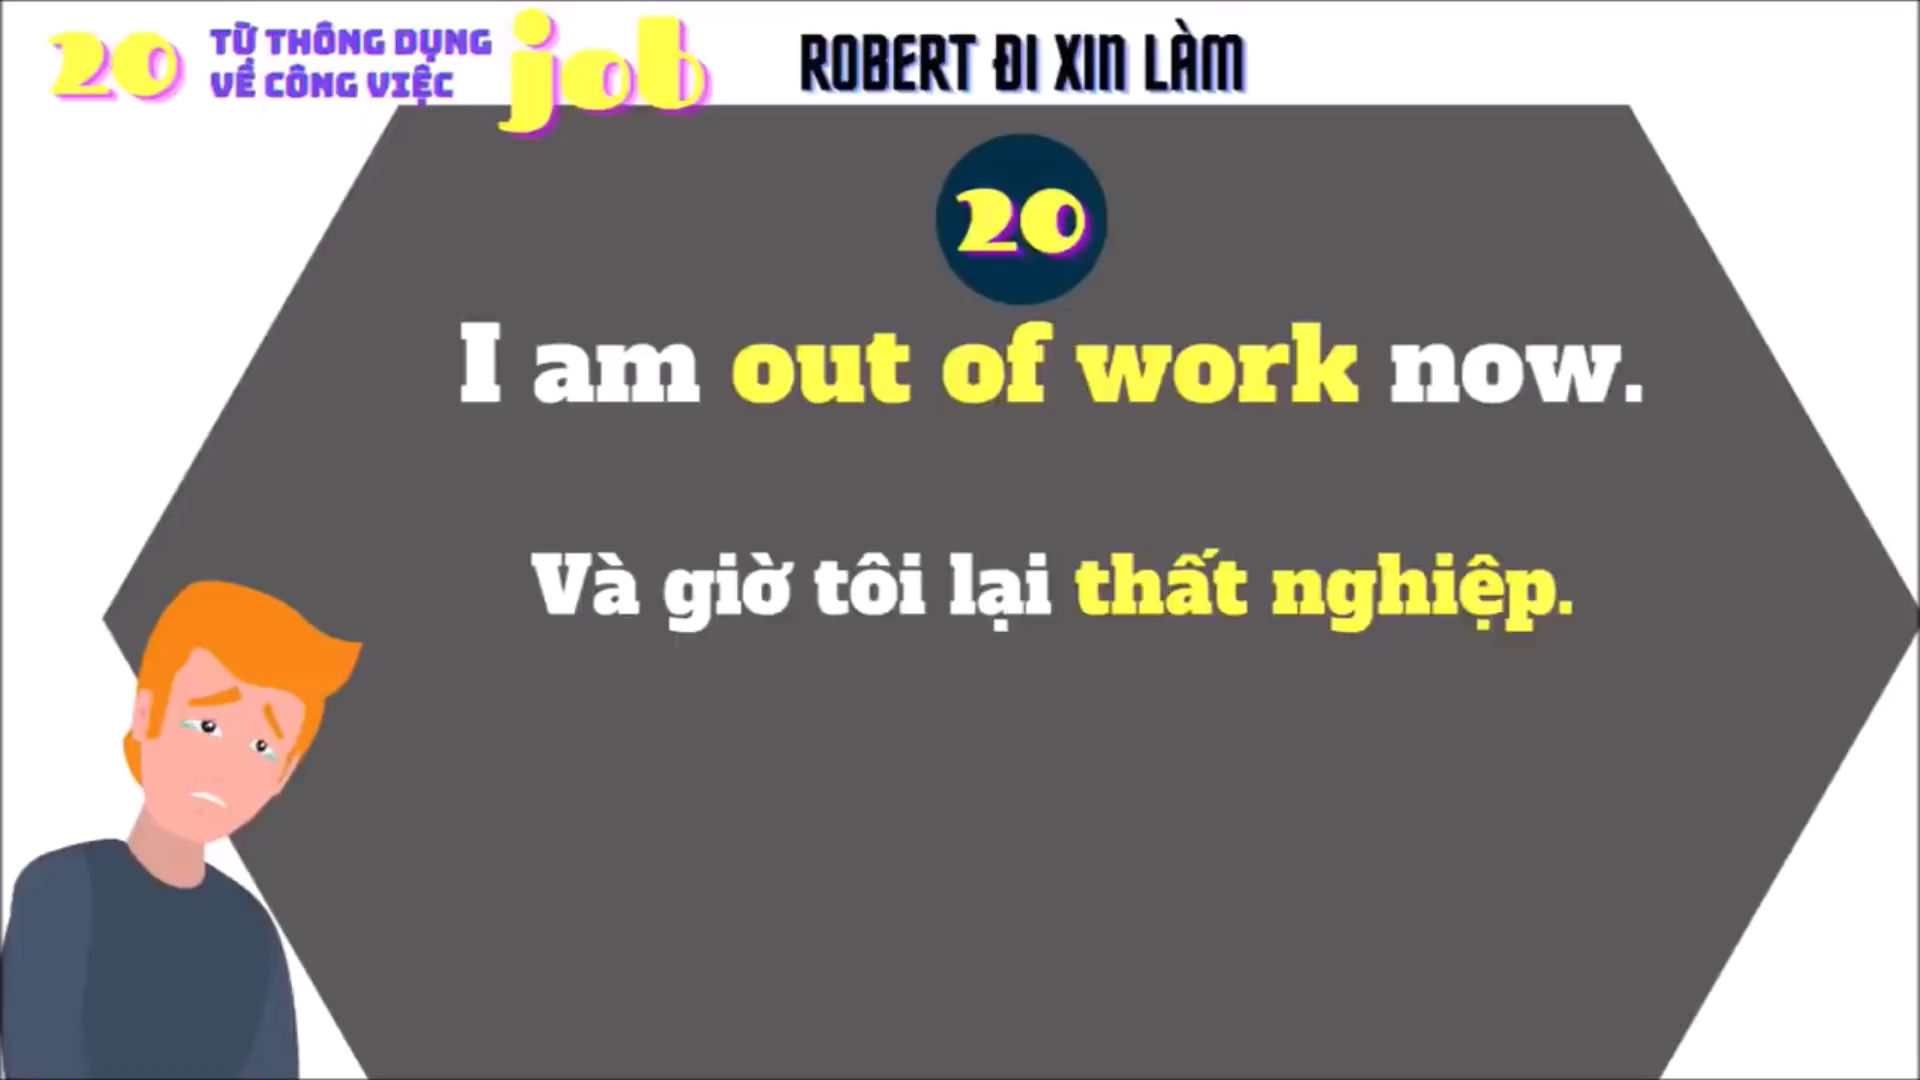 20 TỪ THÔNG DỤNG
VỀ CÔNG VIỆC job
ROBERT ĐI XIN LÀM
20
I am out of work now.
Và giờ tôi lại thất nghiệp.